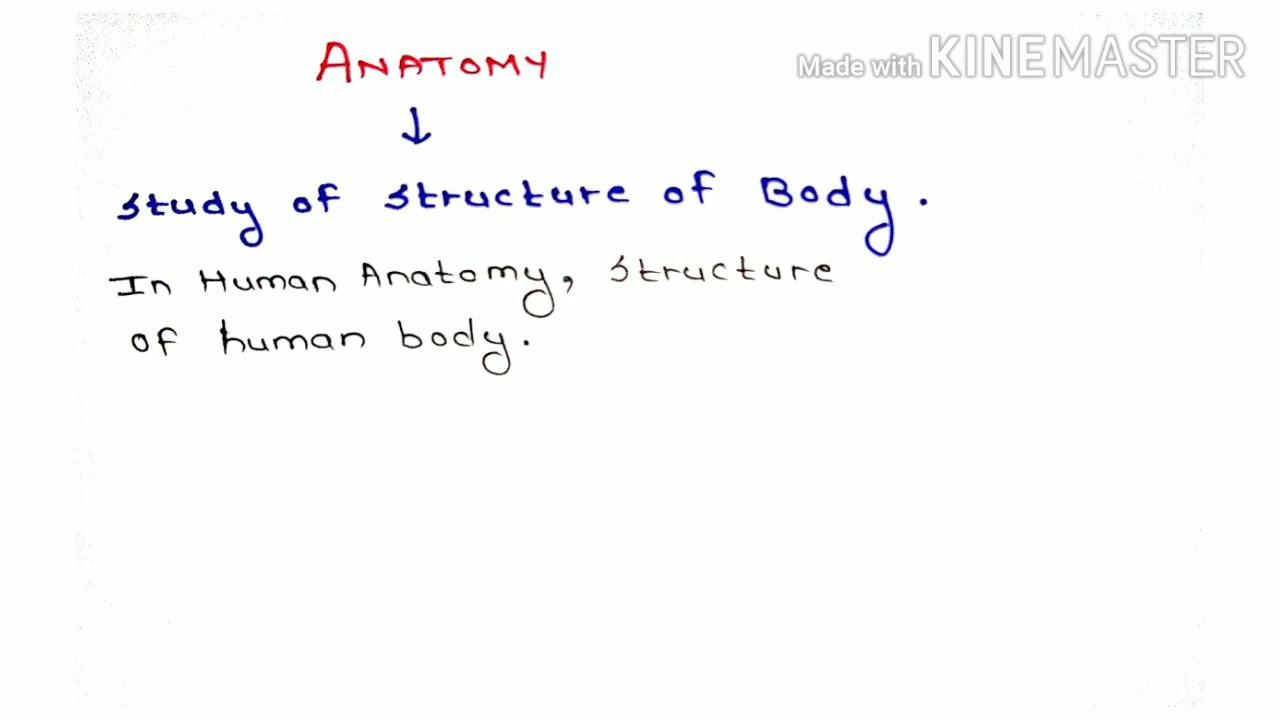 ANATOMY
Made with KINEMASTER
↓
Study of structure of Body.
In Human Anatomy, structure
of human body.